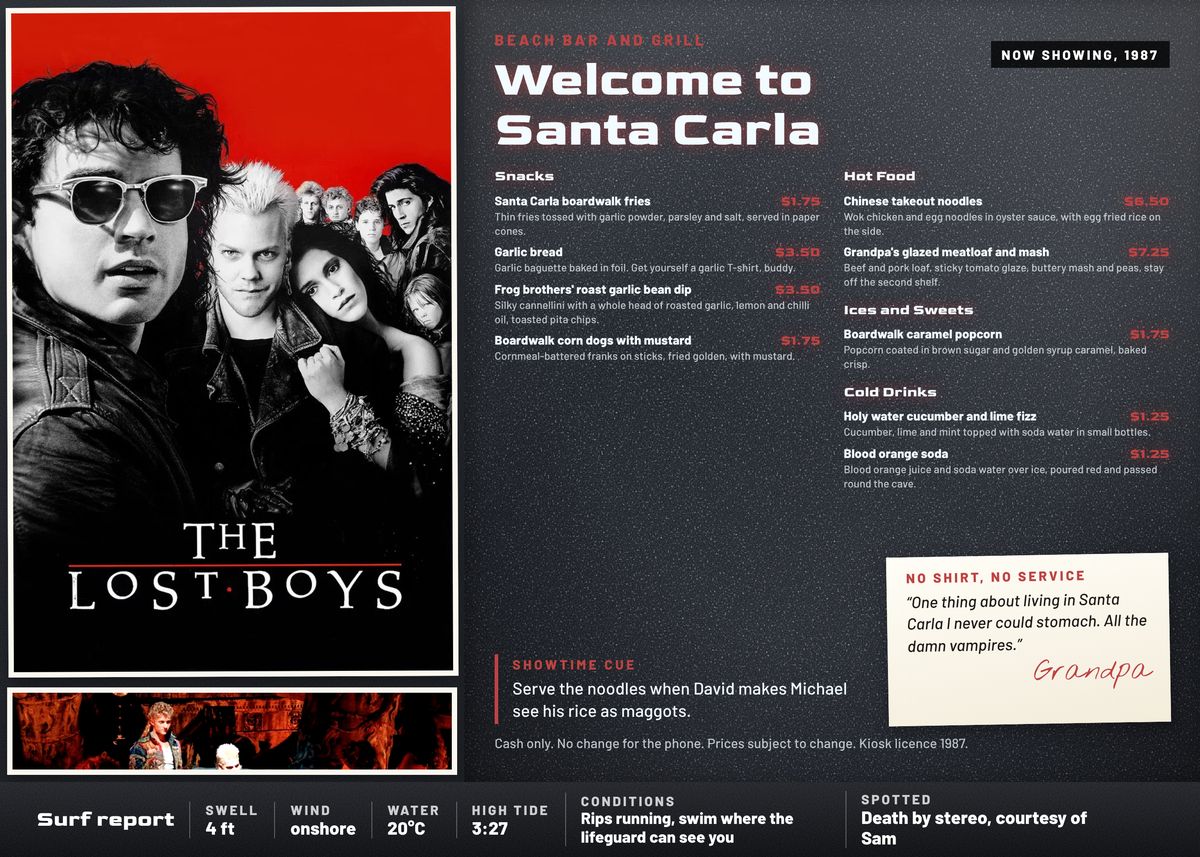 THE
LOST·BOYS
BEACH BAR AND GRILL
Welcome to
Santa Carla
NOW SHOWING, 1987
Snacks
Santa Carla boardwalk fries $1.75
Thin fries tossed with garlic powder, parsley and salt, served in paper
cones.
Garlic bread $3.50
Garlic baguette baked in foil. Get yourself a garlic T-shirt, buddy.
Frog brothers' roast garlic bean dip $3.50
Silky cannellini with a whole head of roasted garlic, lemon and chilli
oil, toasted pita chips.
Boardwalk corn dogs with mustard $1.75
Cornmeal-battered franks on sticks, fried golden, with mustard.
Hot Food
Chinese takeout noodles $6.50
Wok chicken and egg noodles in oyster sauce, with egg fried rice on
the side.
Grandpa's glazed meatloaf and mash $7.25
Beef and pork loaf, sticky tomato glaze, buttery mash and peas, stay
off the second shelf.
Ices and Sweets
Boardwalk caramel popcorn $1.75
Popcorn coated in brown sugar and golden syrup caramel, baked
crisp.
Cold Drinks
Holy water cucumber and lime fizz $1.25
Cucumber, lime and mint topped with soda water in small bottles.
Blood orange soda $1.25
Blood orange juice and soda water over ice, poured red and passed
round the cave.
NO SHIRT, NO SERVICE
“One thing about living in Santa
Carla I never could stomach. All the
damn vampires.”
Grandpa
SHOWTIME CUE
Serve the noodles when David makes Michael
see his rice as maggots.
Cash only. No change for the phone. Prices subject to change. Kiosk licence 1987.
Surf report
SWELL
4 ft
WIND
onshore
WATER
20°C
HIGH TIDE
3:27
CONDITIONS
Rips running, swim where the
lifeguard can see you
SPOTTED
Death by stereo, courtesy of
Sam